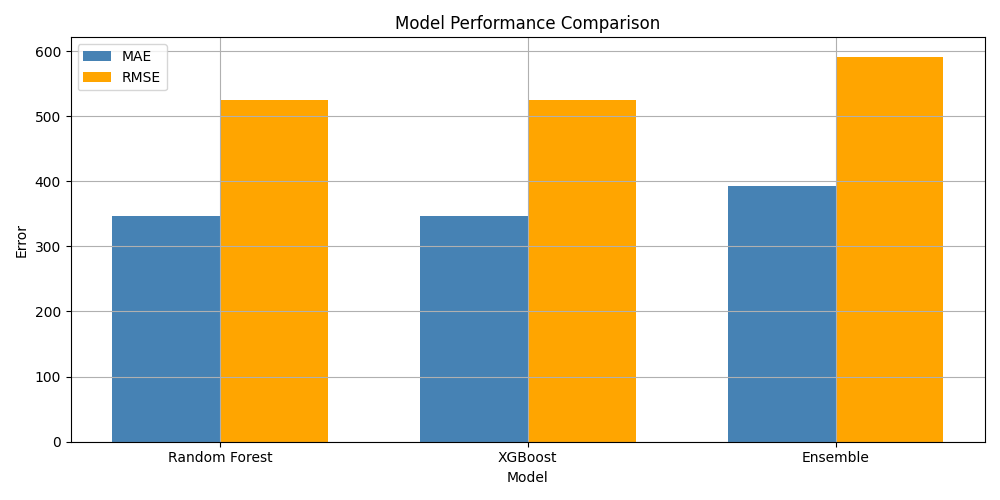 Model Performance Comparison
MAE
RMSE
Error
600
500
400
300
200
100
0
Random Forest
XGBoost
Ensemble
Model